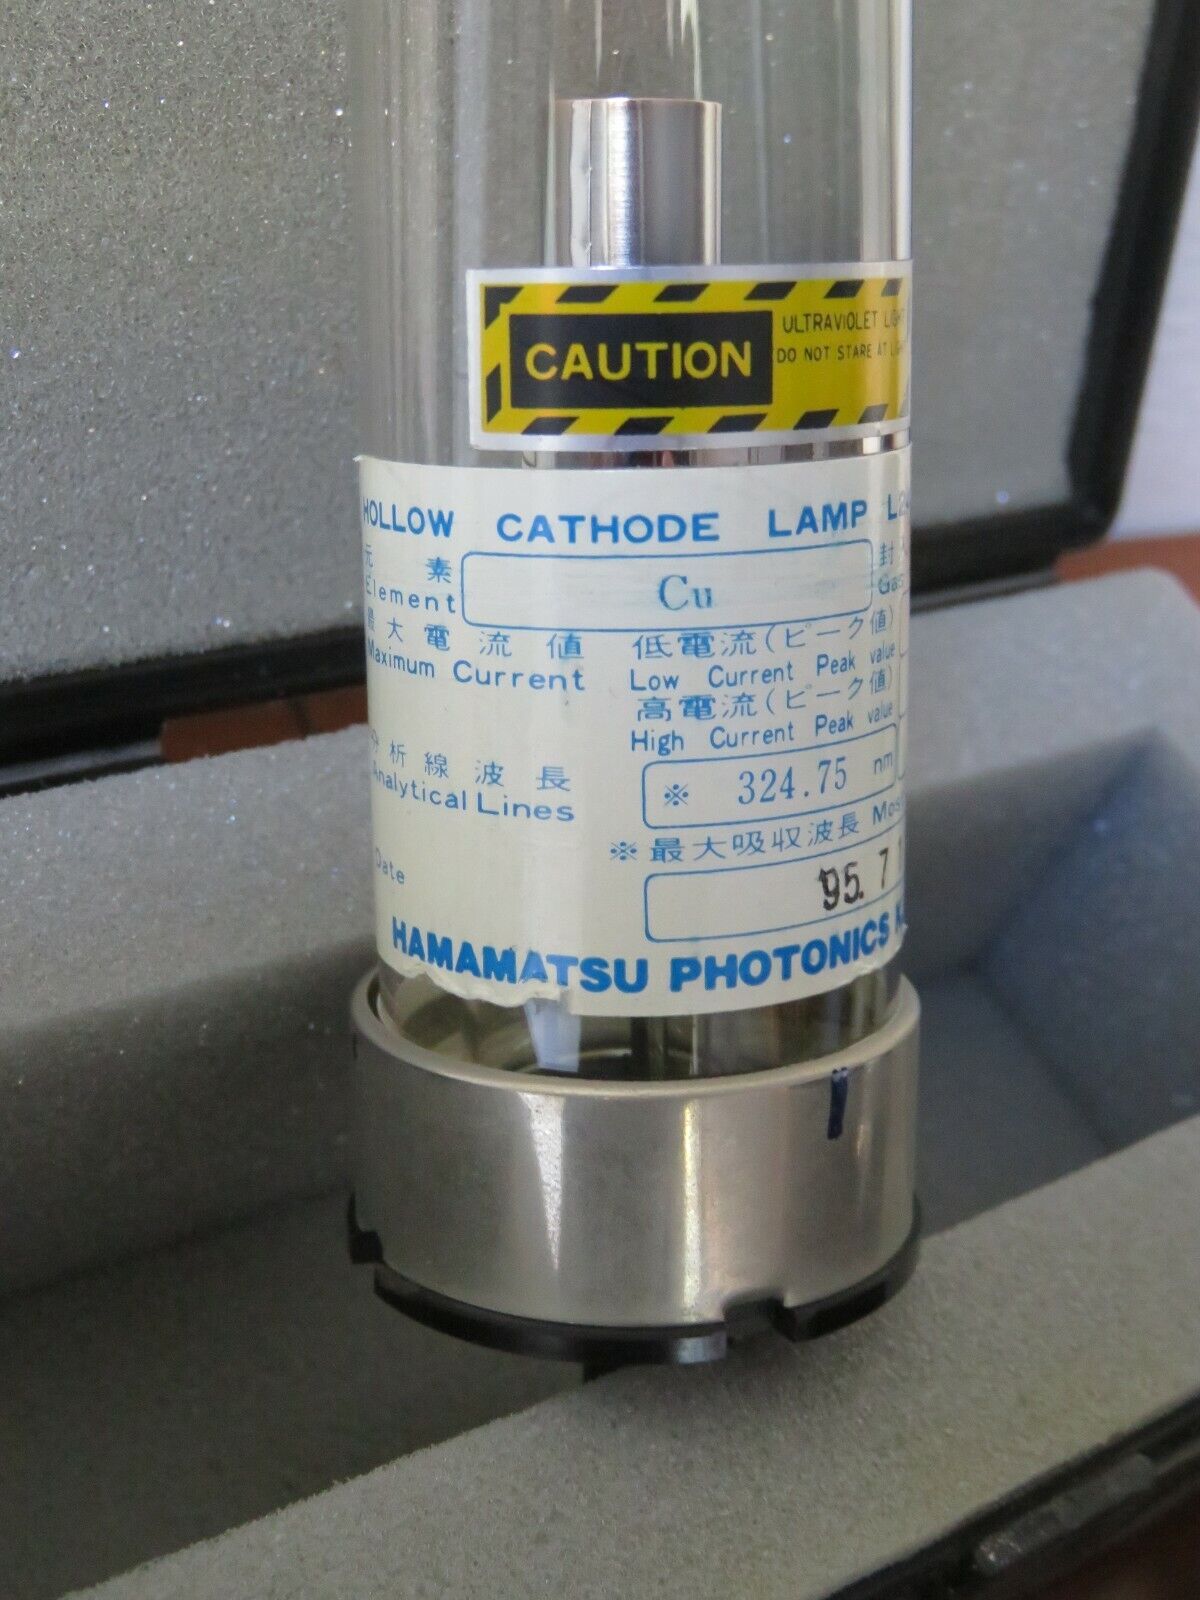 CAUTION
ULTRAVIOLET
DO NOT STARE AT
HOLLOW CATHODE LAMP
元素
Element
Cu
封
Gas
最大電流値
Maximum Current
低電流(ピーク値)
Low Current Peak value
高電流(ピーク値)
High Current Peak value
分析線波長
Analytical Lines
※ 324.75 nm
※最大吸収波長
Date
'95. 7
HAMAMATSU PHOTONICS